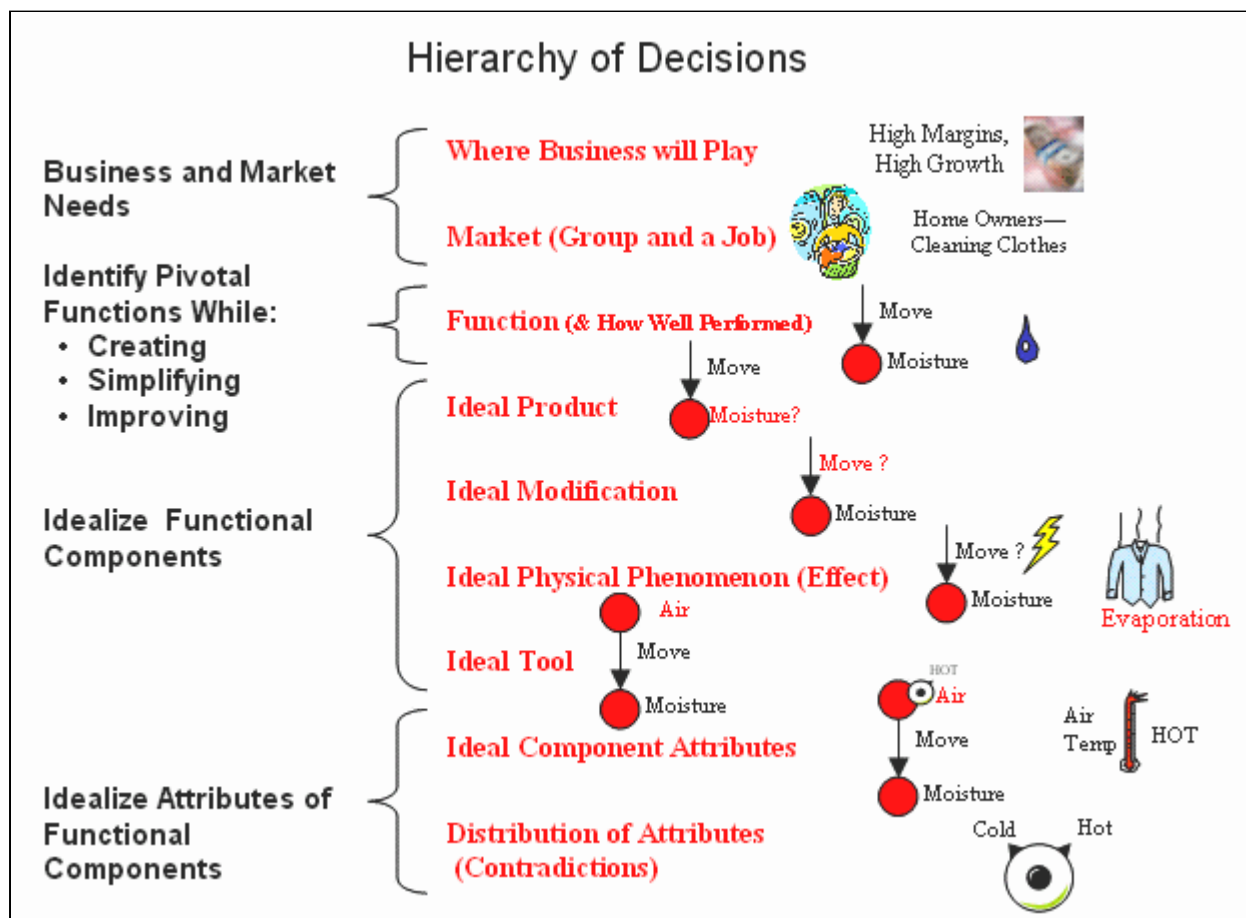 Hierarchy of Decisions
Business and Market
Needs
Where Business will Play
High Margins,
High Growth
Market (Group and a Job)
Home Owners—
Cleaning Clothes
Identify Pivotal
Functions While:
• Creating
• Simplifying
• Improving
Function (& How Well Performed)
Move
Moisture
Move
Ideal Product
Moisture?
Move ?
Ideal Modification
Moisture
Idealize Functional
Components
Move ?
Ideal Physical Phenomenon (Effect)
Moisture
Evaporation
Air
Move
Ideal Tool
Moisture
HOT
Air
Move
Moisture
Air
Temp
HOT
Ideal Component Attributes
Idealize Attributes of
Functional
Components
Distribution of Attributes
(Contradictions)
Cold
Hot